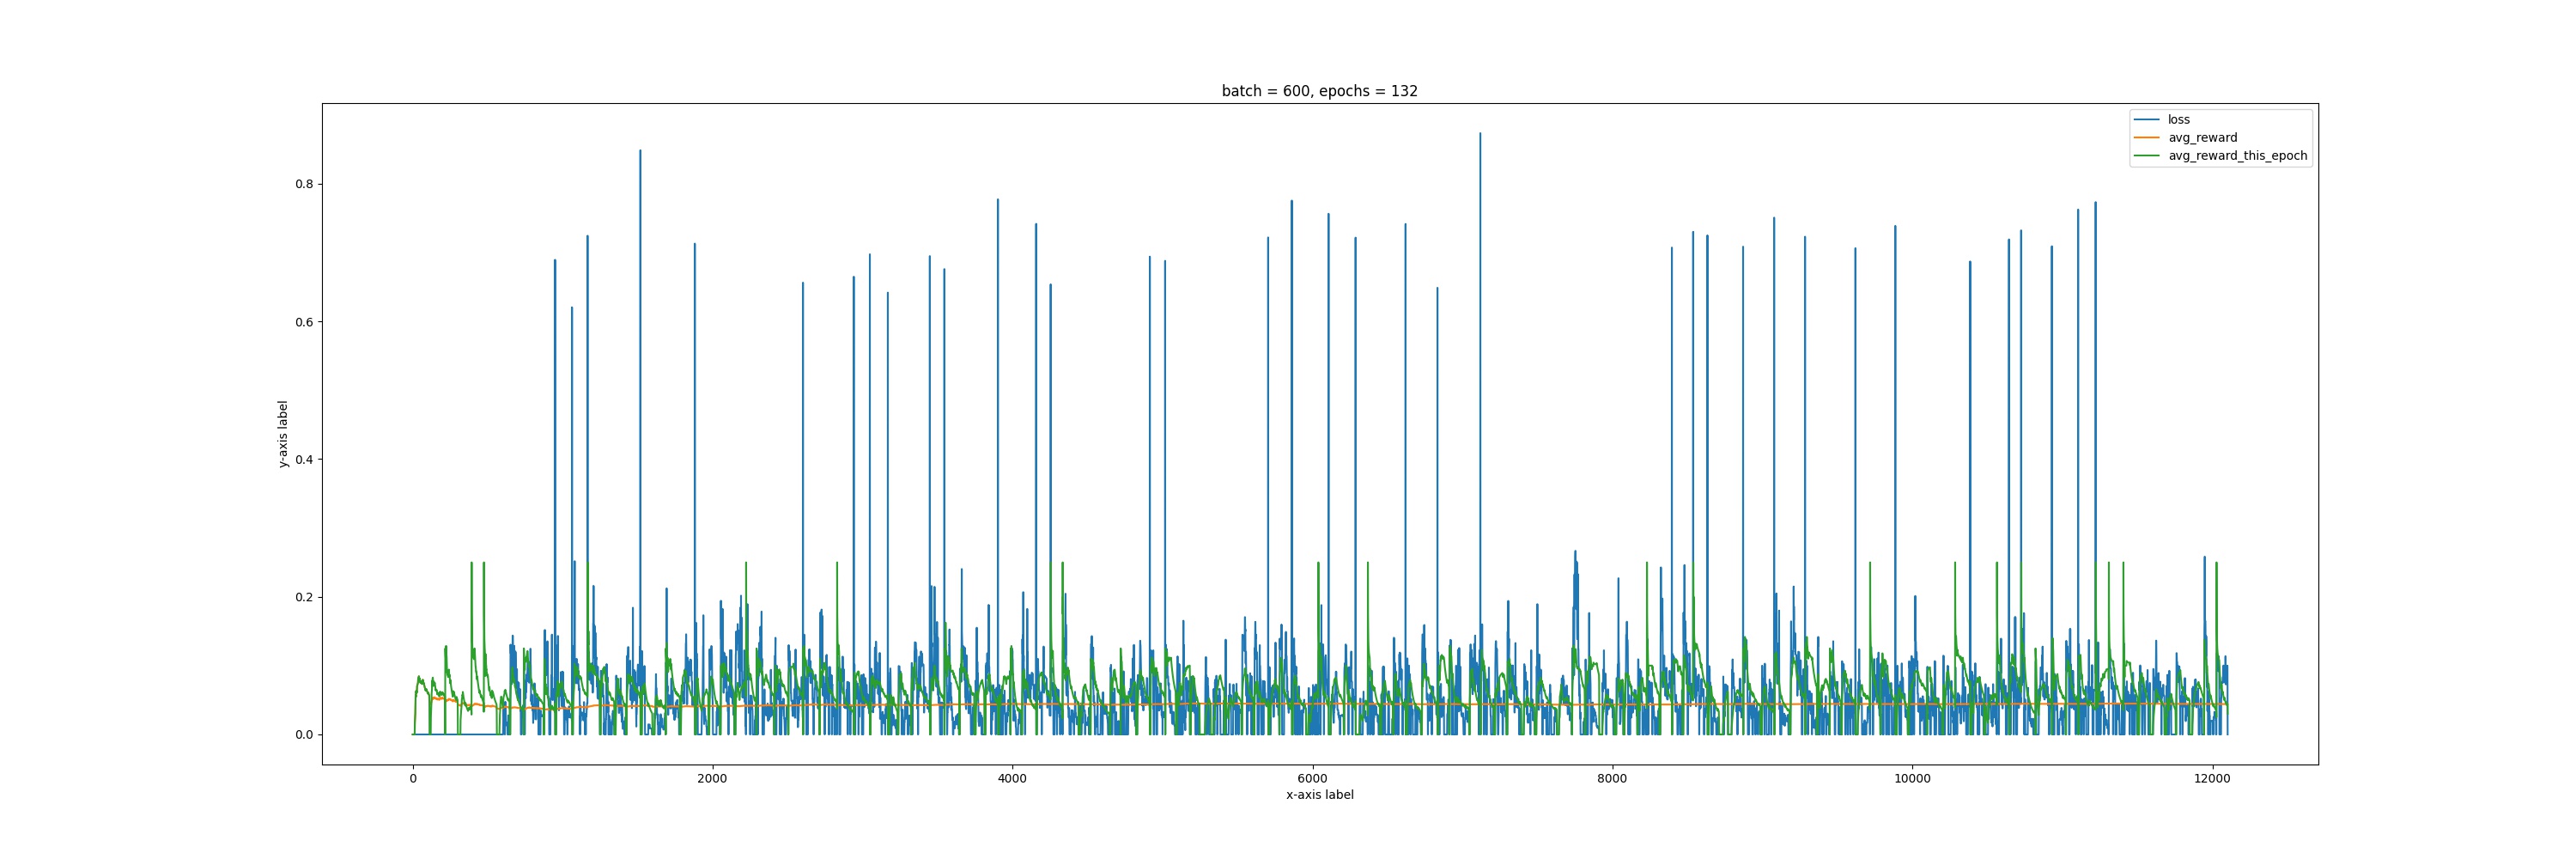 batch = 600, epochs = 132
loss
avg_reward
avg_reward_this_epoch
0.8
0.6
0.4
0.2
0.0
y-axis label
0 2000 4000 6000 8000 10000 12000
x-axis label